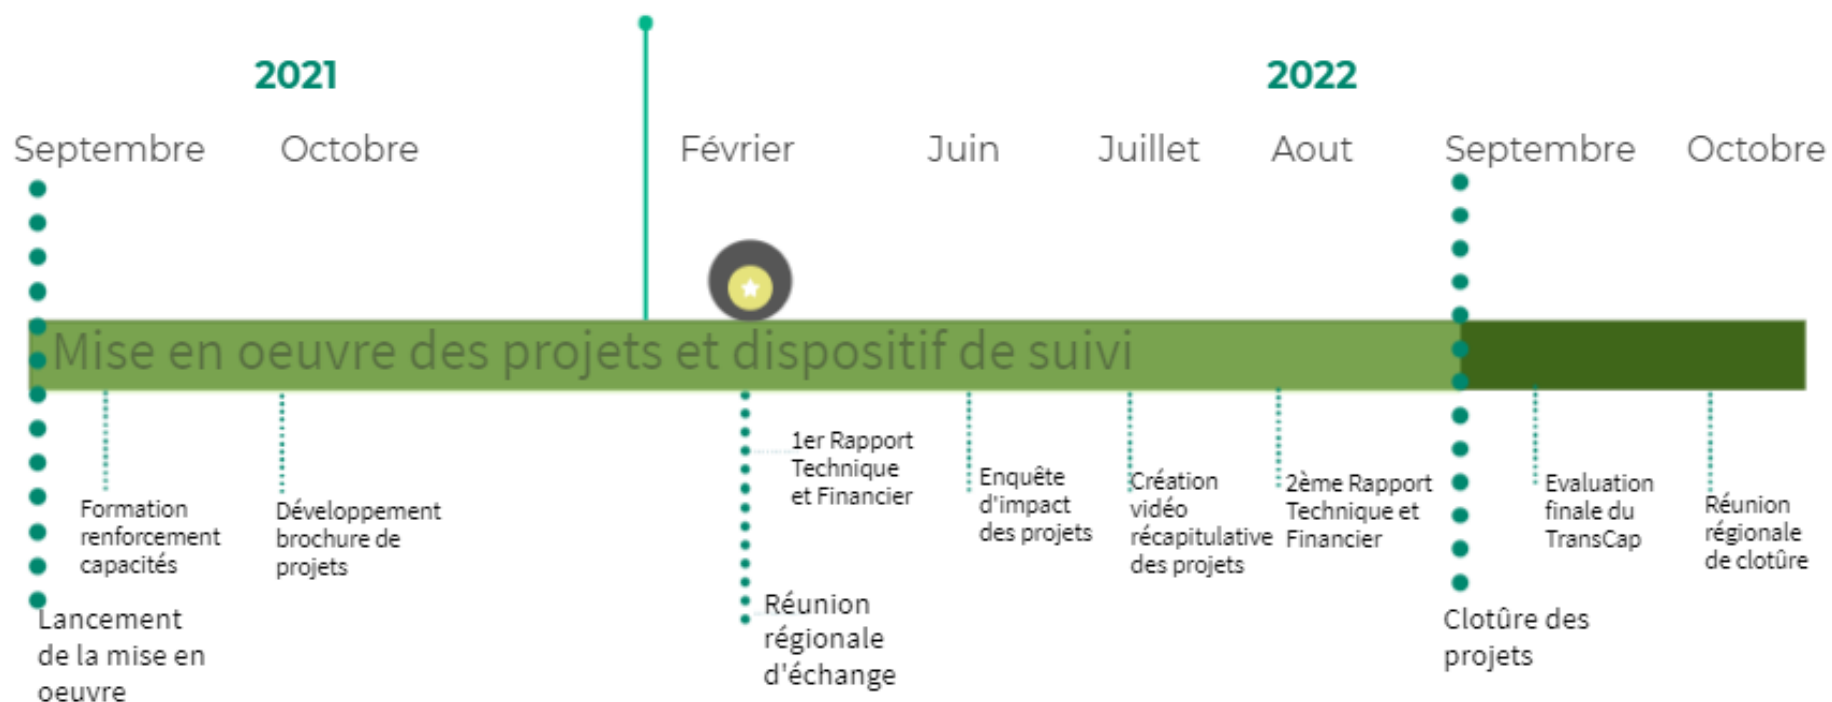 2021
2022
Septembre
Octobre
Février
Juin
Juillet
Aout
Septembre
Octobre
Mise en oeuvre des projets et dispositif de suivi
Formation
renforcement
capacités
Développement
brochure de
projets
1er Rapport
Technique
et Financier
Enquête
d'impact
des projets
Création
vidéo
récapitulative
des projets
2ème Rapport
Technique et
Financier
Evaluation
finale du
TransCap
Réunion
régionale
de clotûre
Lancement
de la mise en
oeuvre
Réunion
régionale
d'échange
Clotûre des
projets